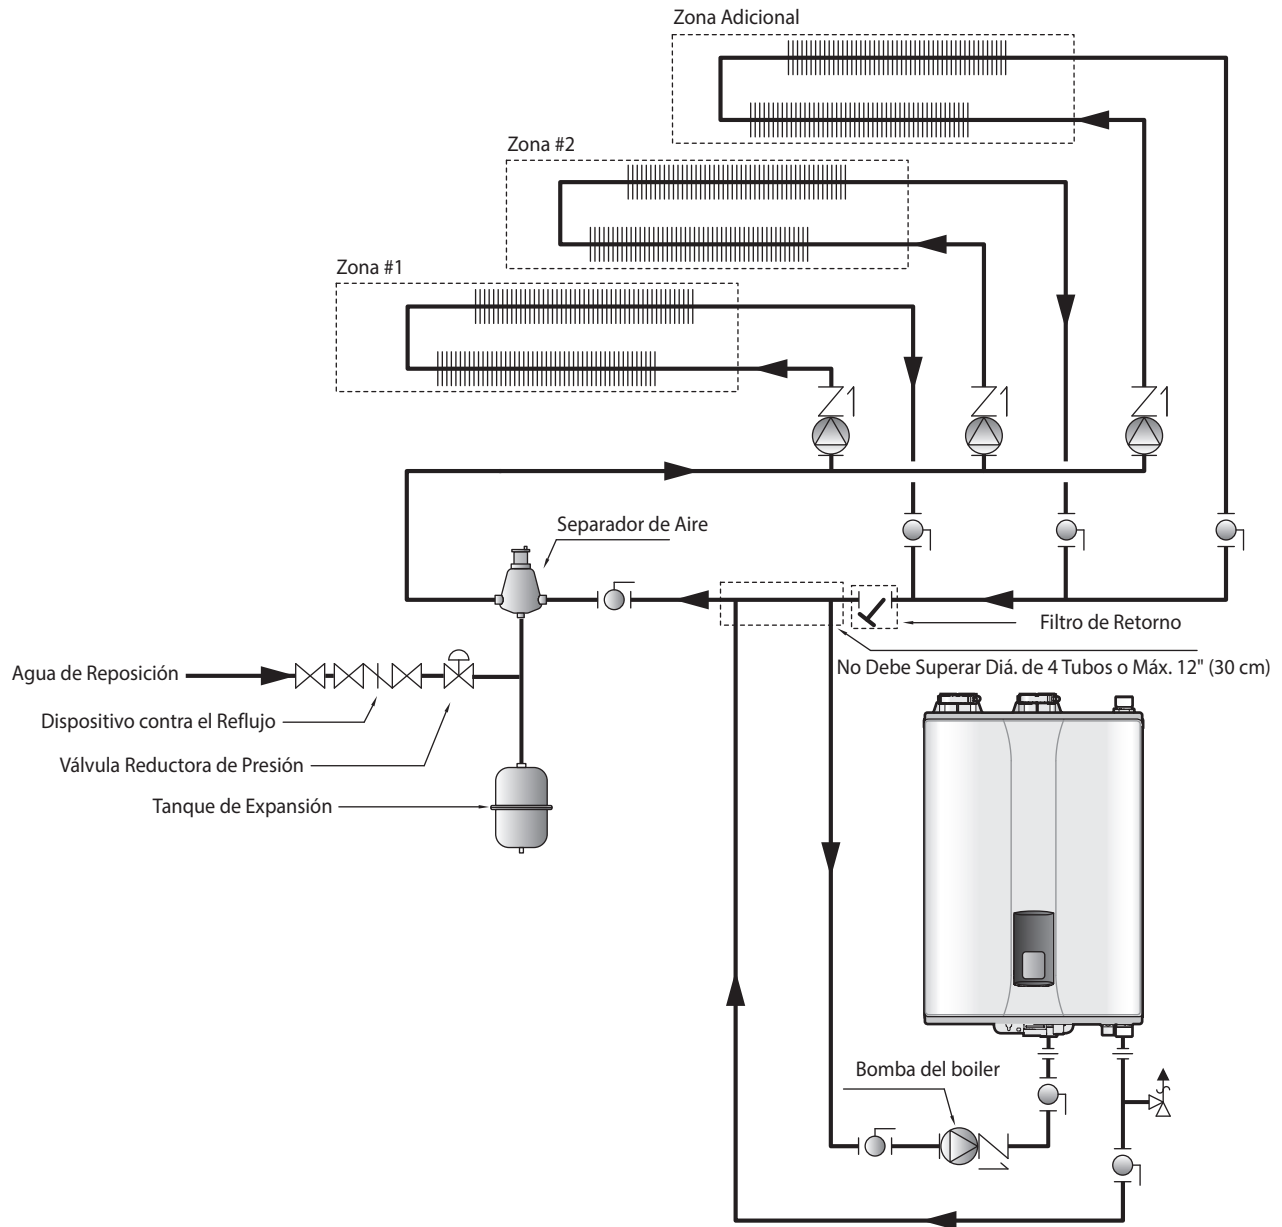 Zona Adicional
Zona #2
Zona #1
Separador de Aire
Filtro de Retorno
No Debe Superar Diá. de 4 Tubos o Máx. 12" (30 cm)
Agua de Reposición
Dispositivo contra el Reflujo
Válvula Reductora de Presión
Tanque de Expansión
Bomba del boiler